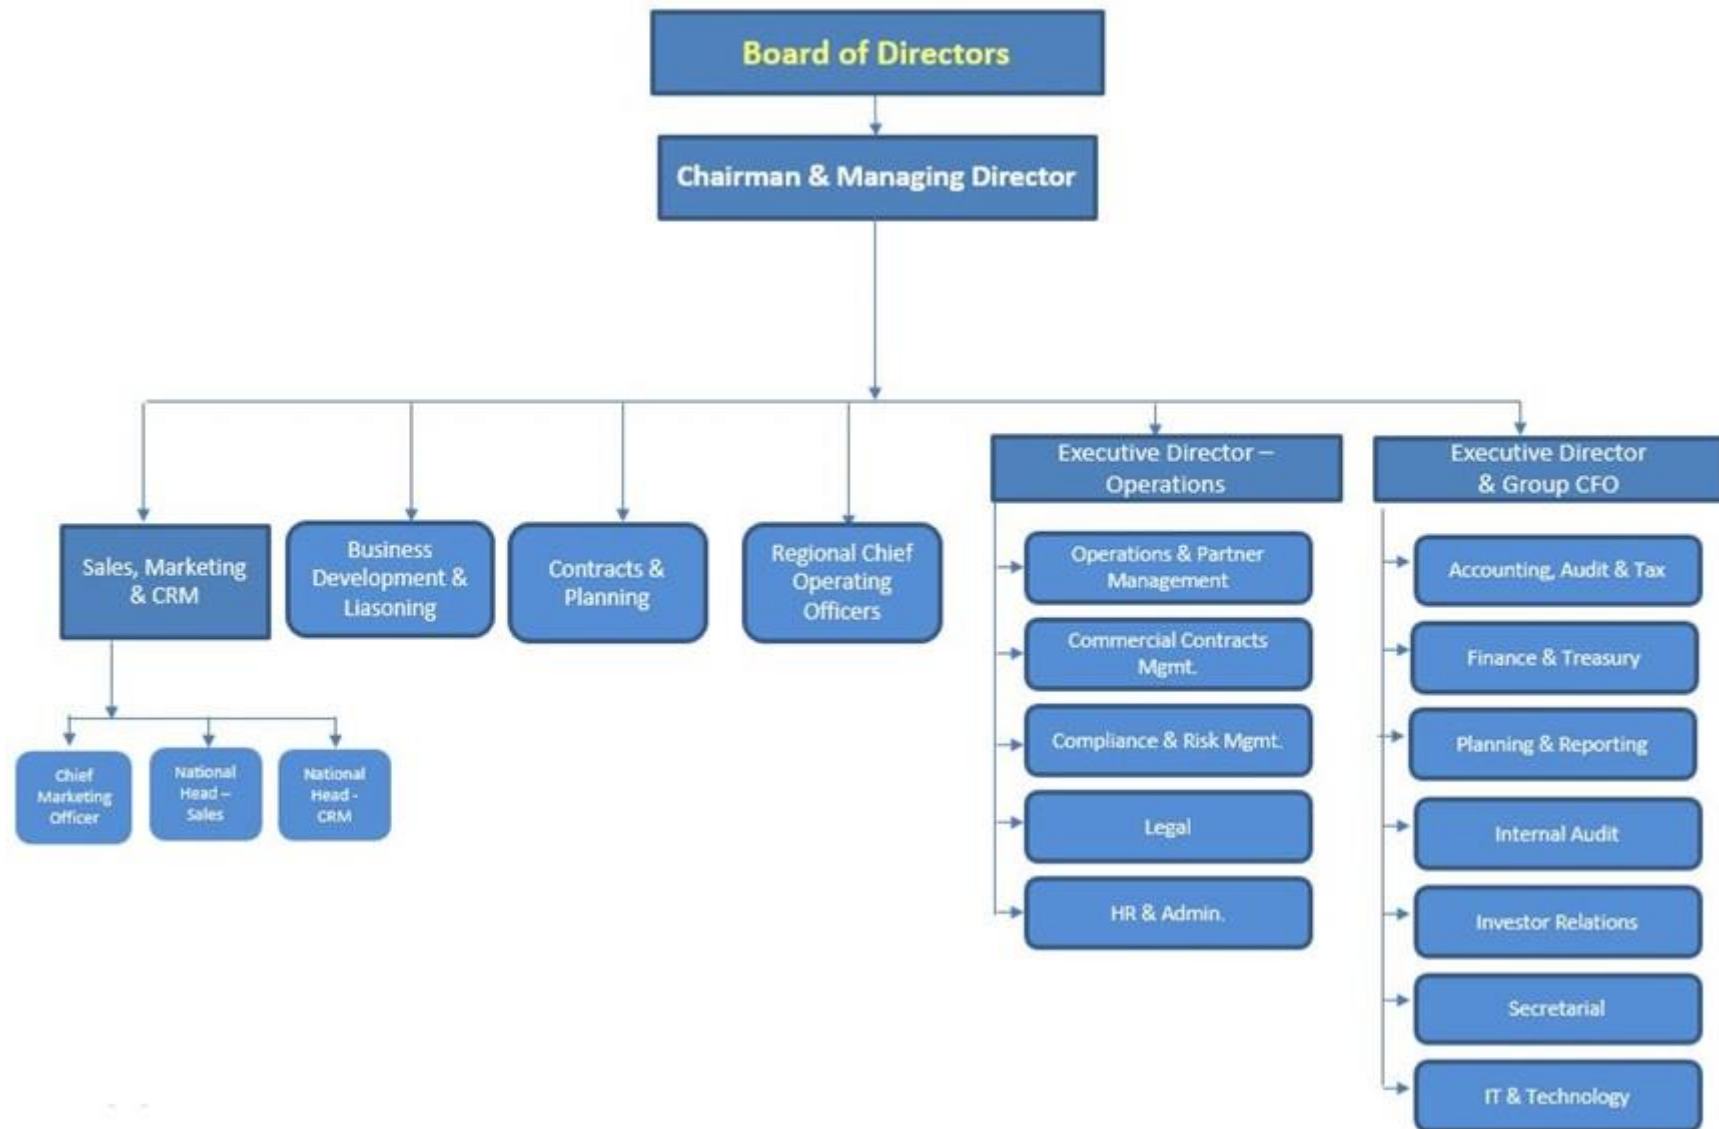 Board of Directors
Chairman & Managing Director
Sales, Marketing
& CRM
Business
Development &
Liasoning
Contracts &
Planning
Regional Chief
Operating
Officers
Executive Director –
Operations
Executive Director
& Group CFO
Chief
Marketing
Officer
National
Head –
Sales
National
Head -
CRM
Operations & Partner
Management
Commercial Contracts
Mgmt.
Compliance & Risk Mgmt.
Legal
HR & Admin.
Accounting, Audit & Tax
Finance & Treasury
Planning & Reporting
Internal Audit
Investor Relations
Secretarial
IT & Technology